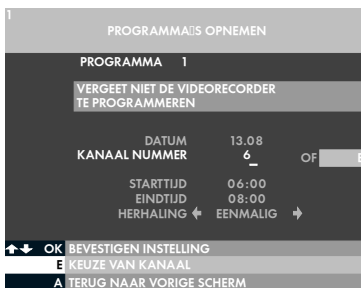 1
PROGRAMMA▯S OPNEMEN
PROGRAMMA 1
VERGEET NIET DE VIDEORECORDER
TE PROGRAMMEREN
DATUM 13.08
KANAAL NUMMER 6_
OF E
STARTTIJD 06:00
EINDTIJD 08:00
HERHALING EENMALIG
OK BEVESTIGEN INSTELLING
E KEUZE VAN KANAAL
A TERUG NAAR VORIGE SCHERM